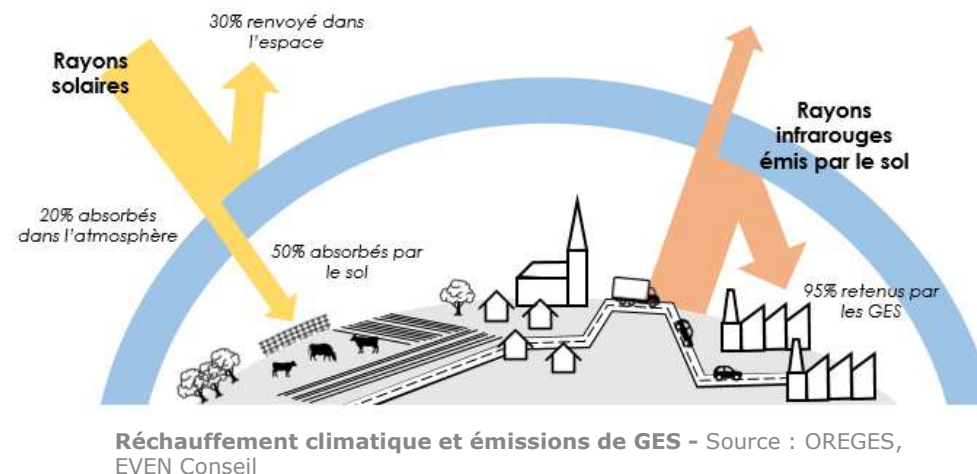 30% renvoyé dans
l'espace
Rayons
solaires
Rayons
infrarouges
émis par le sol
20% absorbés
dans l'atmosphère
50% absorbés par
le sol
95% retenus par
les GES
Réchauffement climatique et émissions de GES - Source : OREGES,
EVEN Conseil